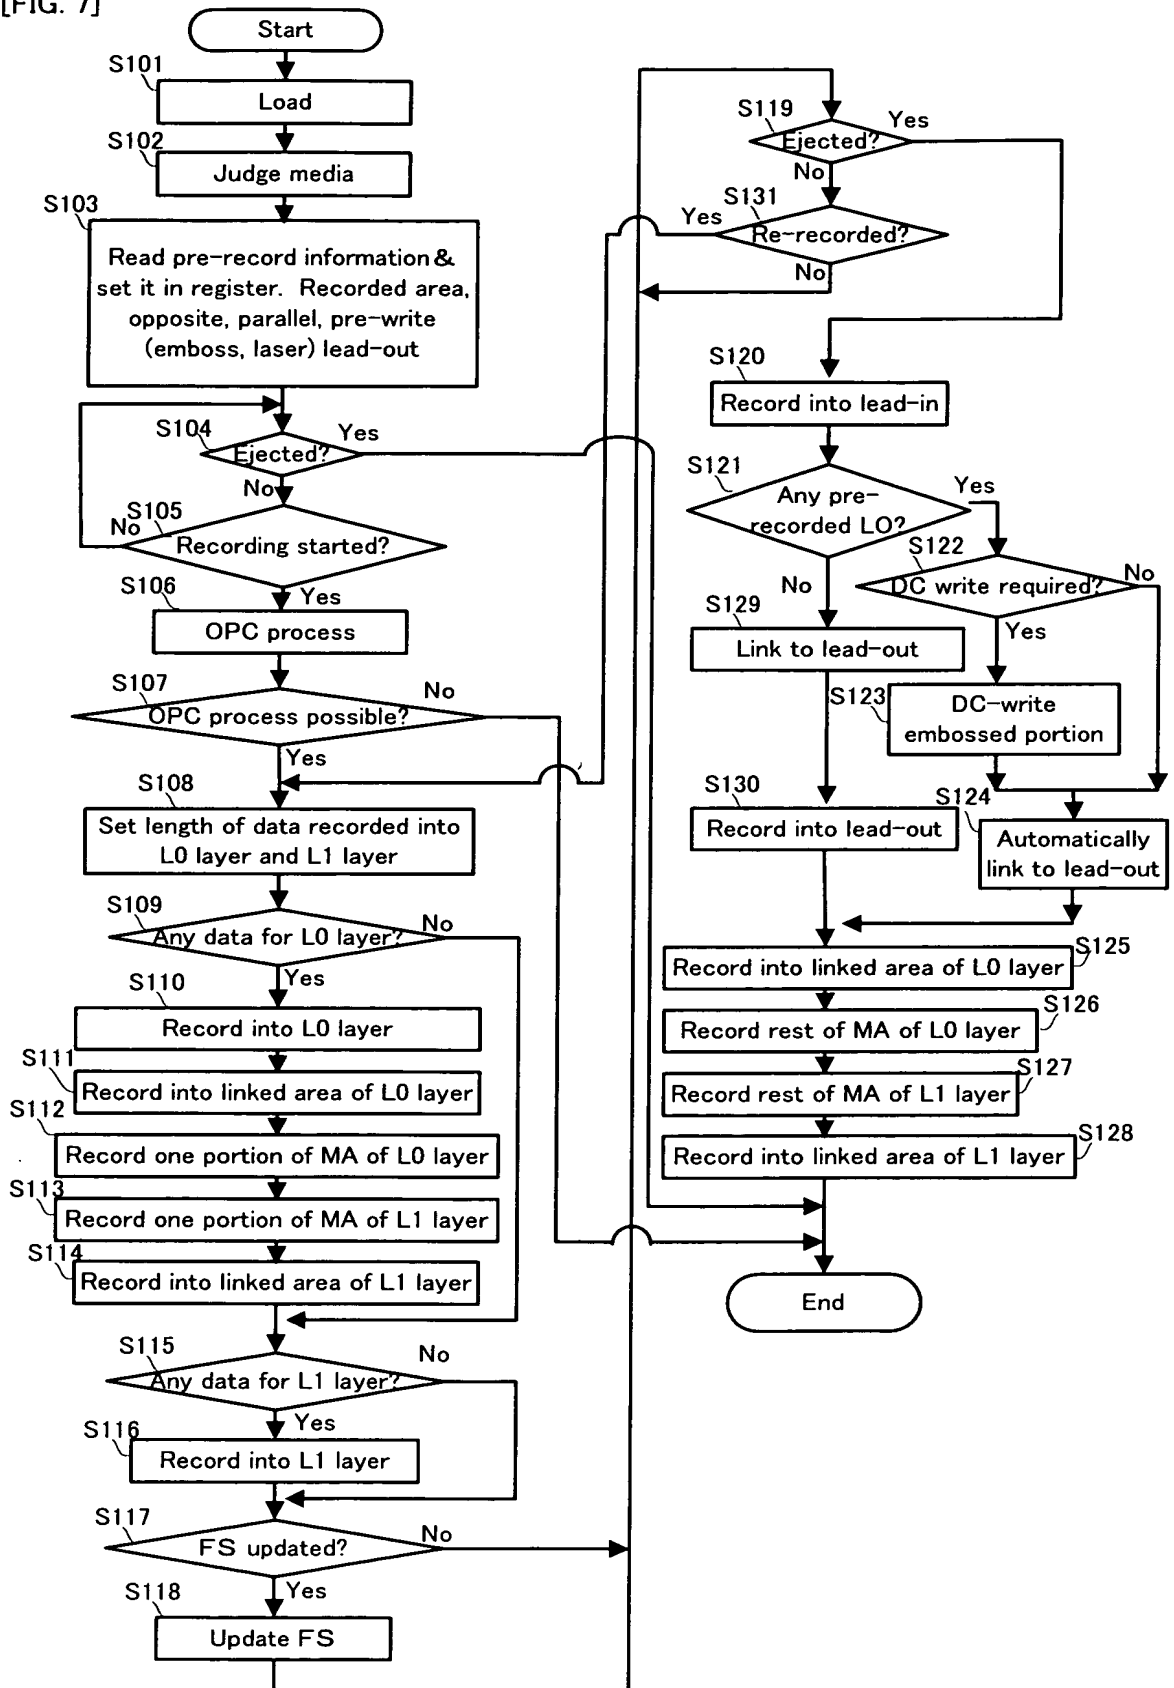 [FIG. 7]
Start
S101
Load
S102
Judge media
S103
Read pre-record information &
set it in register. Recorded area,
opposite, parallel, pre-write
(emboss, laser) lead-out
S104
Ejected?
Yes
No
S105
No
Recording started?
Yes
S106
OPC process
S107
No
OPC process possible?
Yes
S108
Set length of data recorded into
L0 layer and L1 layer
S109
No
Any data for L0 layer?
Yes
S110
Record into L0 layer
S111
Record into linked area of L0 layer
S112
Record one portion of MA of L0 layer
S113
Record one portion of MA of L1 layer
S114
Record into linked area of L1 layer
S115
No
Any data for L1 layer?
Yes
S116
Record into L1 layer
S117
No
FS updated?
Yes
S118
Update FS
S119
Yes
Ejected?
No
S131
Yes
Re-recorded?
No
S120
Record into lead-in
S121
Yes
Any pre-
recorded LO?
No
S122
No
DC write required?
Yes
S129
Link to lead-out
S123
DC-write
embossed portion
S130
Record into lead-out
S124
Automatically
link to lead-out
S125
Record into linked area of L0 layer
S126
Record rest of MA of L0 layer
S127
Record rest of MA of L1 layer
S128
Record into linked area of L1 layer
End